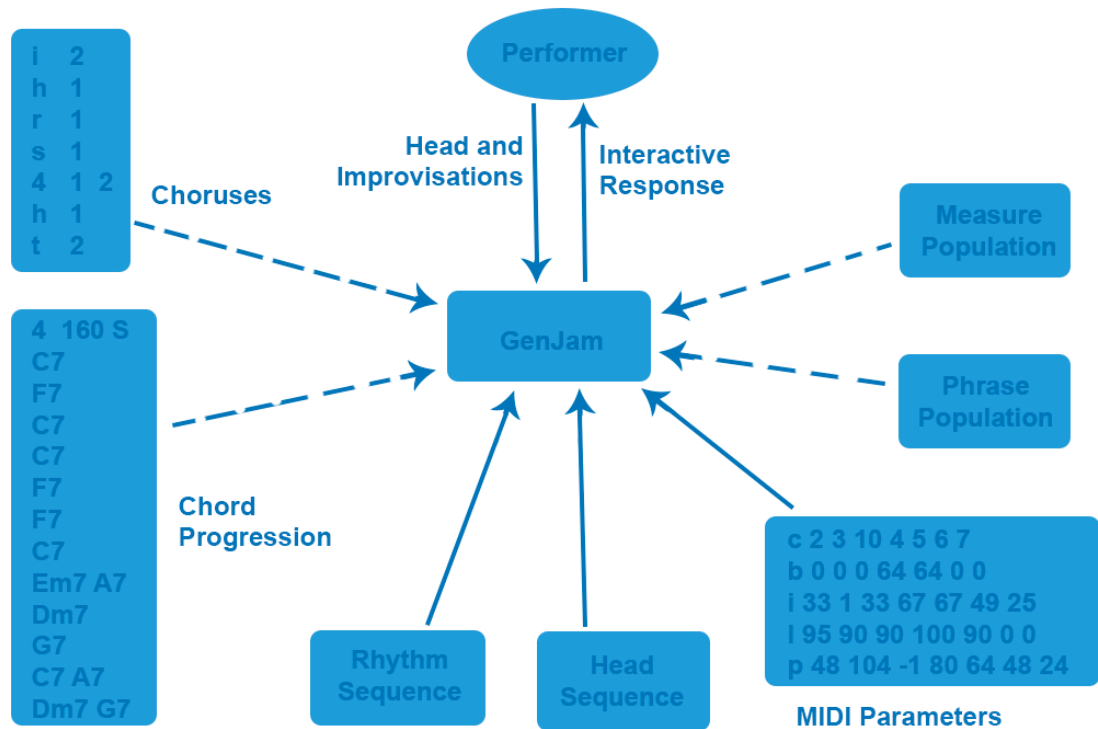 i 2
h 1
r 1
s 1
4 1 2
h 1
t 2
Choruses
Performer
Head and
Improvisations
Interactive
Response
Measure
Population
GenJam
4 160 S
C7
F7
C7
C7
F7
F7
C7
Em7 A7
Dm7
G7
C7 A7
Dm7 G7
Chord
Progression
Phrase
Population
Rhythm
Sequence
Head
Sequence
c 2 3 10 4 5 6 7
b 0 0 0 64 64 0 0
i 33 1 33 67 67 49 25
l 95 90 90 100 90 0 0
p 48 104 -1 80 64 48 24
MIDI Parameters